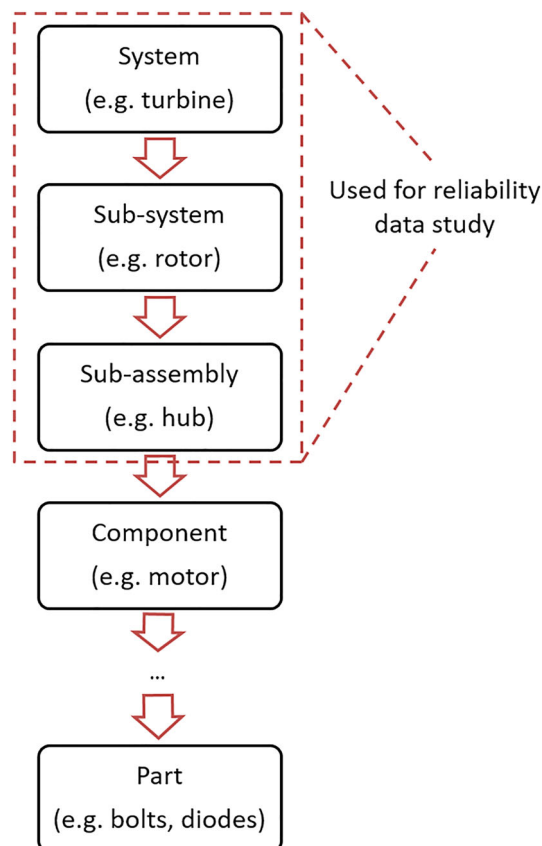 System
(e.g. turbine)
Sub-system
(e.g. rotor)
Used for reliability
data study
Sub-assembly
(e.g. hub)
Component
(e.g. motor)
...
Part
(e.g. bolts, diodes)